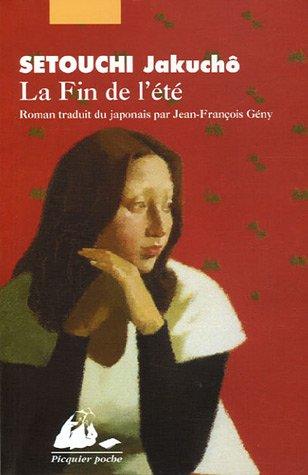 SETOUCHI Jakuchô
La Fin de l'été
Roman traduit du japonais par Jean-François Gény
Picquier poche